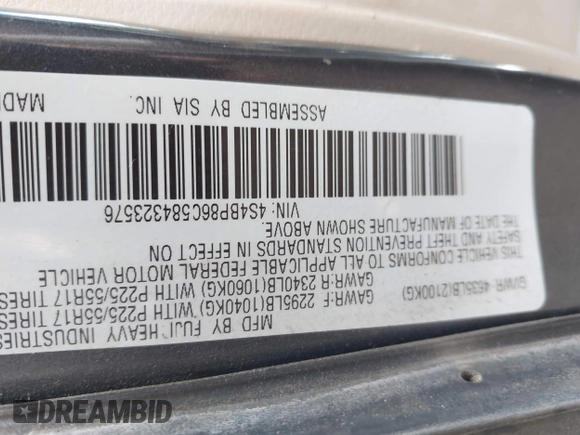 MFD BY FUJI HEAVY INDUSTRIES
GVWR: 4635LB(2100KG)
GAWR:F 2295LB(1040KG) WITH P225/55R17 TIRES
GAWR:R 2340LB(1060KG) WITH P225/55R17 TIRES
THIS VEHICLE CONFORMS TO ALL APPLICABLE FEDERAL MOTOR VEHICLE
SAFETY AND THEFT PREVENTION STANDARDS IN EFFECT ON
THE DATE OF MANUFACTURE SHOWN ABOVE.
VIN: 4S4BP86C584323576
ASSEMBLED BY SIA INC.
MADE
DREAMBID